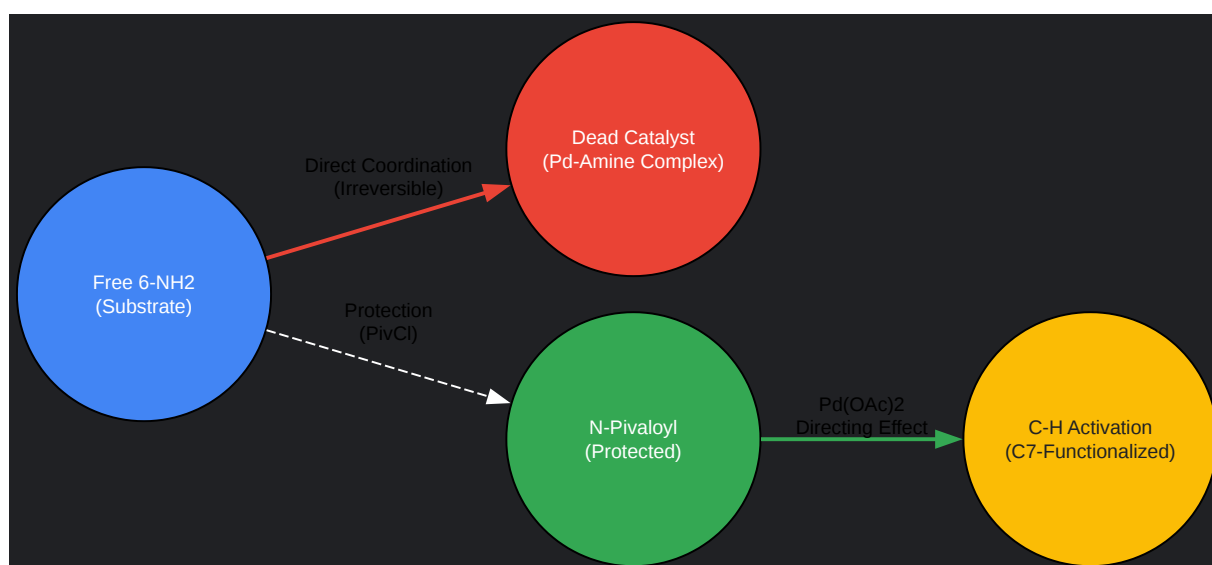 Free 6-NH2
(Substrate)
Direct Coordination
(Irreversible)
Dead Catalyst
(Pd-Amine Complex)
Protection
(PivCl)
N-Pivaloyl
(Protected)
Pd(OAc)2
Directing Effect
C-H Activation
(C7-Functionalized)